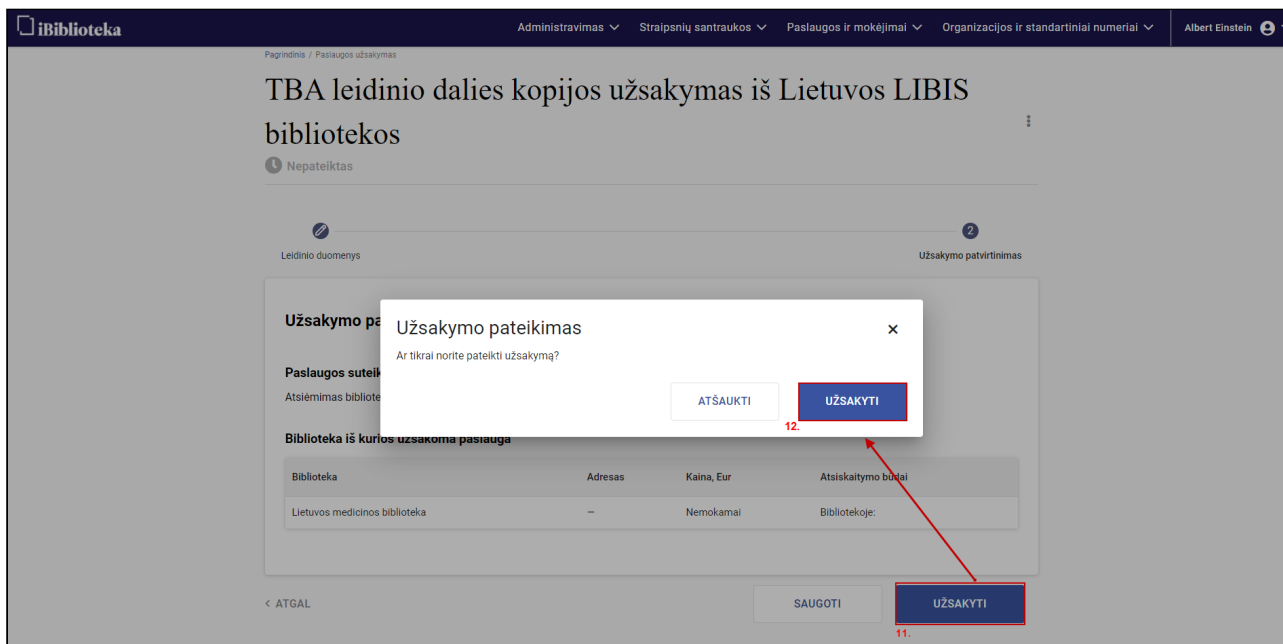 iBiblioteka
Administravimas Straipsnių santraukos Paslaugos ir mokėjimai Organizacijos ir standartiniai numeriai Albert Einstein
Pagrindinis / Paslaugos užsakymas
TBA leidinio dalies kopijos užsakymas iš Lietuvos LIBIS
bibliotekos
Nepateiktas
2
Leidinio duomenys Užsakymo patvirtinimas
Užsakymo pa
Užsakymo pateikimas
Ar tikrai norite pateikti užsakymą?
Paslaugos suteik
Atsiėmimas bibliote
ATŠAUKTI UŽSAKYTI
12.
Biblioteka iš kurios užsakoma paslauga
Biblioteka Adresas Kaina, Eur Atsiskaitymo būdai
Lietuvos medicinos biblioteka – Nemokamai Bibliotekoje:
< ATGAL SAUGOTI UŽSAKYTI
11.